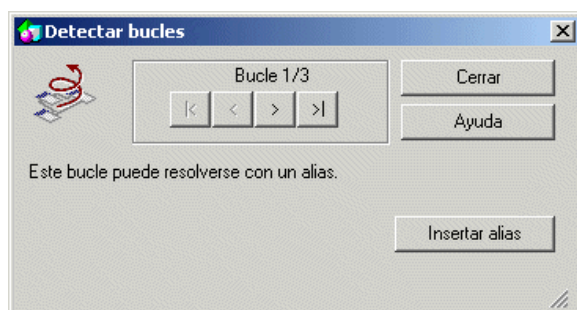 Detectar bucles
Bucle 1/3
Cerrar
Ayuda
Este bucle puede resolverse con un alias.
Insertar alias